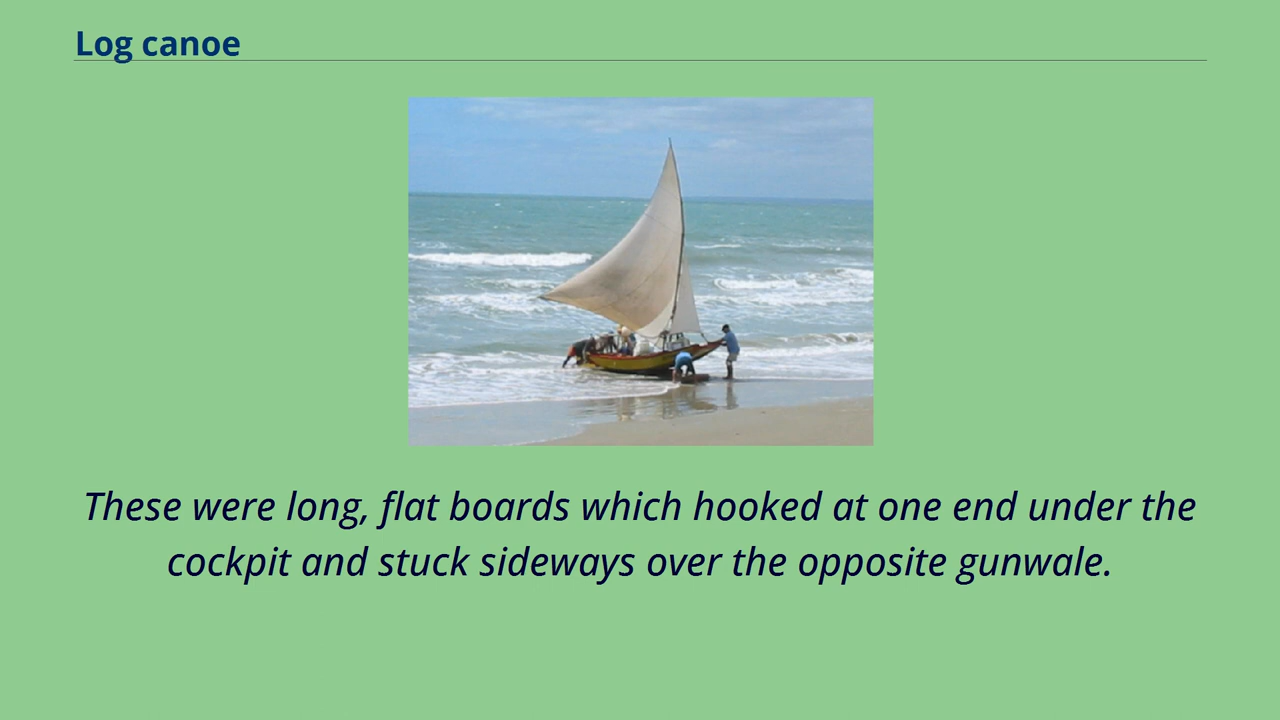 Log canoe
These were long, flat boards which hooked at one end under the
cockpit and stuck sideways over the opposite gunwale.